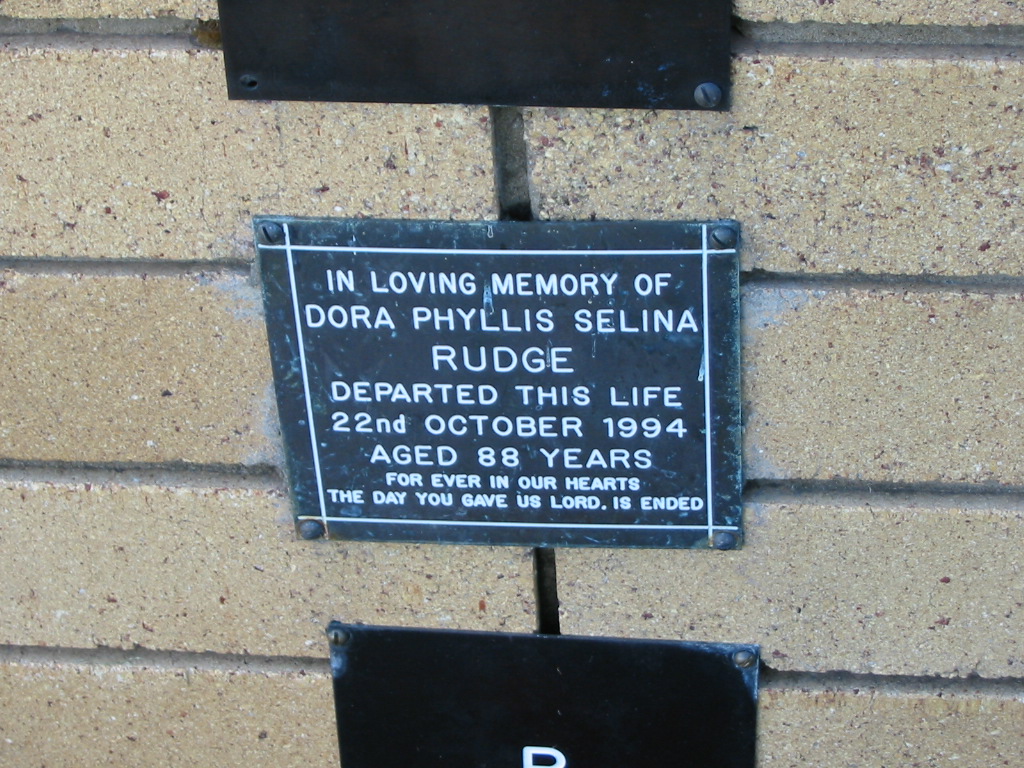 IN LOVING MEMORY OF
DORA PHYLLIS SELINA
RUDGE
DEPARTED THIS LIFE
22nd OCTOBER 1994
AGED 88 YEARS
FOR EVER IN OUR HEARTS
THE DAY YOU GAVE US LORD. IS ENDED